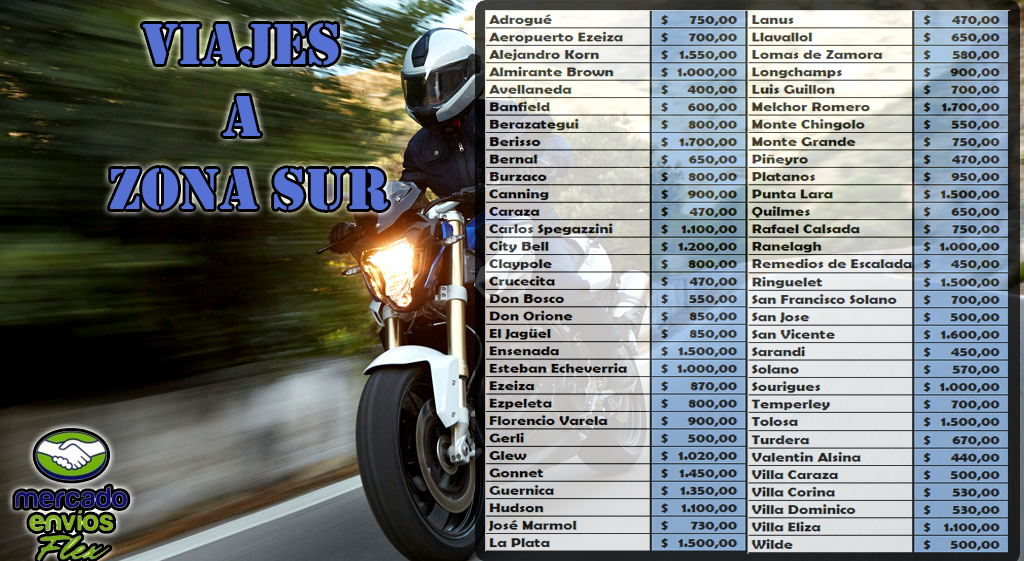 VIAJES
A
ZONA SUR
Adrogué $ 750,00 Lanus $ 470,00
Aeropuerto Ezeiza $ 700,00 Llavallol $ 650,00
Alejandro Korn $ 1.550,00 Lomas de Zamora $ 580,00
Almirante Brown $ 1.000,00 Longchamps $ 900,00
Avellaneda $ 400,00 Luis Guillon $ 700,00
Banfield $ 600,00 Melchor Romero $ 1.700,00
Berazategui $ 800,00 Monte Chingolo $ 550,00
Berisso $ 1.700,00 Monte Grande $ 750,00
Bernal $ 650,00 Piñeyro $ 470,00
Burzaco $ 800,00 Platanos $ 950,00
Canning $ 900,00 Punta Lara $ 1.500,00
Caraza $ 470,00 Quilmes $ 650,00
Carlos Spegazzini $ 1.100,00 Rafael Calsada $ 750,00
City Bell $ 1.200,00 Ranelagh $ 1.000,00
Claypole $ 800,00 Remedios de Escalada $ 450,00
Crucecita $ 470,00 Ringuelet $ 1.500,00
Don Bosco $ 550,00 San Francisco Solano $ 700,00
Don Orione $ 850,00 San Jose $ 500,00
El Jagüel $ 850,00 San Vicente $ 1.600,00
Ensenada $ 1.500,00 Sarandi $ 450,00
Esteban Echeverria $ 1.000,00 Solano $ 570,00
Ezeiza $ 870,00 Sourigues $ 1.000,00
Ezpeleta $ 800,00 Temperley $ 700,00
Florencio Varela $ 900,00 Tolosa $ 1.500,00
Gerli $ 500,00 Turdera $ 670,00
Glew $ 1.020,00 Valentin Alsina $ 440,00
Gonnet $ 1.450,00 Villa Caraza $ 500,00
Guernica $ 1.350,00 Villa Corina $ 530,00
Hudson $ 1.100,00 Villa Dominico $ 530,00
José Marmol $ 730,00 Villa Eliza $ 1.100,00
La Plata $ 1.500,00 Wilde $ 500,00
mercado
envíos
Flex